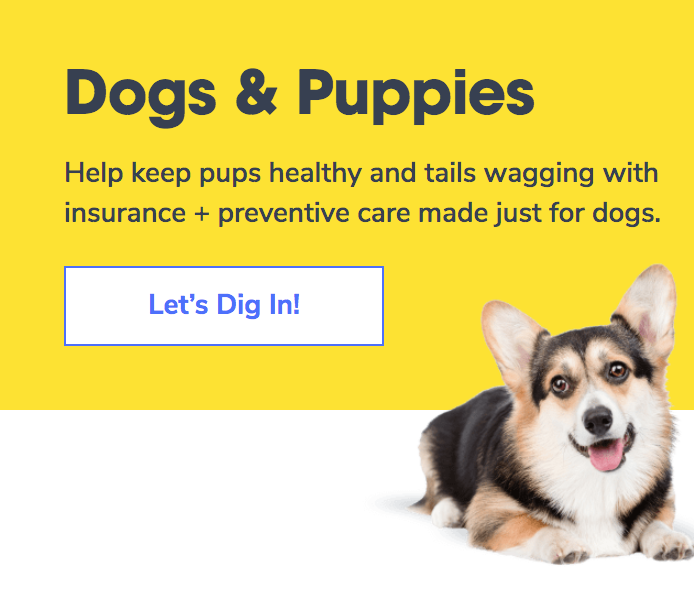 Dogs & Puppies
Help keep pups healthy and tails wagging with
insurance + preventive care made just for dogs.
Let’s Dig In!